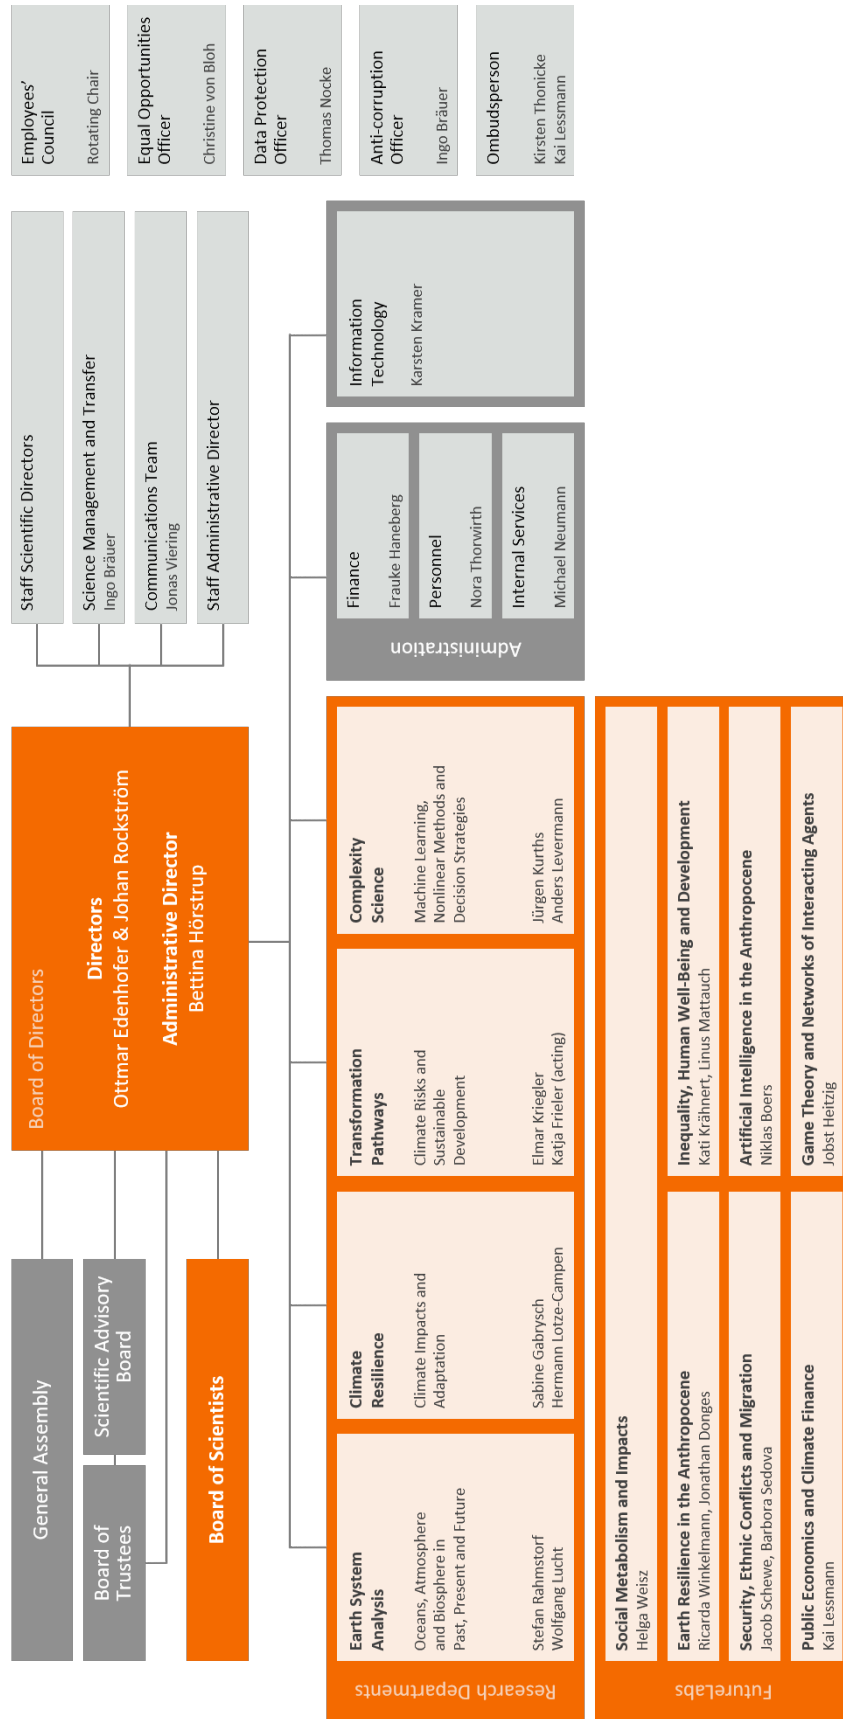 General Assembly
Board of
Trustees
Scientific Advisory
Board
Board of Scientists
Board of Directors
Directors
Ottmar Edenhofer & Johan Rockström
Administrative Director
Bettina Hörstrup
Staff Scientific Directors
Science Management and Transfer
Ingo Bräuer
Communications Team
Jonas Viering
Staff Administrative Director
Employees'
Council
Rotating Chair
Equal Opportunities
Officer
Christine von Bloh
Data Protection
Officer
Thomas Nocke
Anti-corruption
Officer
Ingo Bräuer
Ombudsperson
Kirsten Thonicke
Kai Lessmann
Research Departments
Earth System
Analysis
Oceans, Atmosphere
and Biosphere in
Past, Present and Future
Stefan Rahmstorf
Wolfgang Lucht
Climate
Resilience
Climate Impacts and
Adaptation
Sabine Gabrysch
Hermann Lotze-Campen
Transformation
Pathways
Climate Risks and
Sustainable
Development
Elmar Kriegler
Katja Frieler (acting)
Complexity
Science
Machine Learning,
Nonlinear Methods and
Decision Strategies
Jürgen Kurths
Anders Levermann
Administration
Finance
Frauke Haneberg
Personnel
Nora Thorwirth
Internal Services
Michael Neumann
Information
Technology
Karsten Kramer
FutureLabs
Social Metabolism and Impacts
Helga Weisz
Earth Resilience in the Anthropocene
Ricarda Winkelmann, Jonathan Donges
Inequality, Human Well-Being and Development
Kati Krähnert, Linus Mattauch
Security, Ethnic Conflicts and Migration
Jacob Schewe, Barbora Sedova
Artificial Intelligence in the Anthropocene
Niklas Boers
Public Economics and Climate Finance
Kai Lessmann
Game Theory and Networks of Interacting Agents
Jobst Heitzig